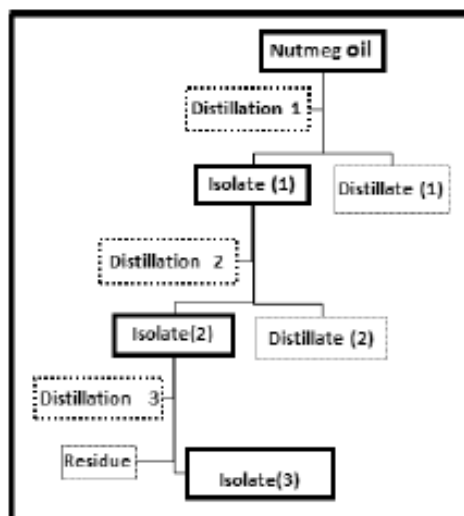 Nutmeg oil
Distillation 1
Isolate (1)
Distillate (1)
Distillation 2
Isolate(2)
Distillate (2)
Distillation 3
Residue
Isolate(3)